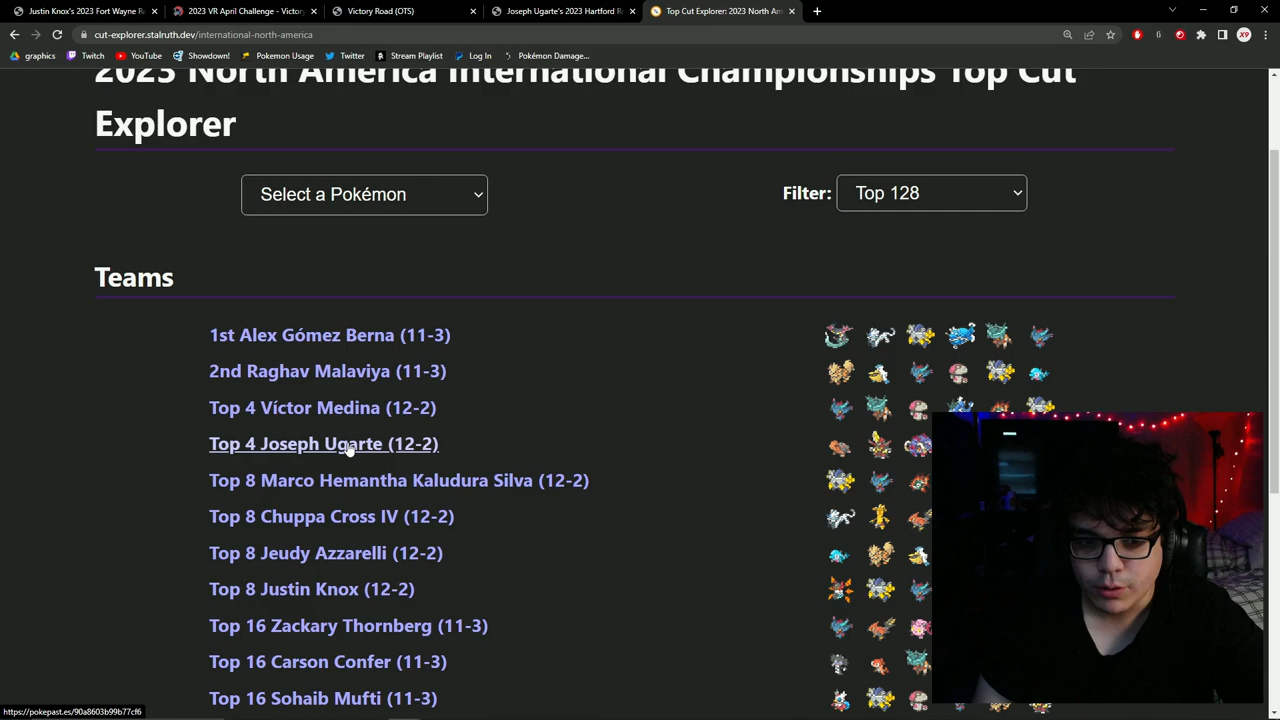 Justin Knox's 2023 Fort Wayne Re
2023 VR April Challenge - Victory
Victory Road (OTS)
Joseph Ugarte's 2023 Hartford Re
Top Cut Explorer: 2023 North Am
cut-explorer.stalruth.dev/international-north-america
graphics
Twitch
YouTube
Showdown!
Pokemon Usage
Twitter
Stream Playlist
Log In
Pokémon Damage...
2023 North America International Championships Top Cut
Explorer
Select a Pokémon
Filter:
Top 128
Teams
1st Alex Gómez Berna (11-3)
2nd Raghav Malaviya (11-3)
Top 4 Víctor Medina (12-2)
Top 4 Joseph Ugarte (12-2)
Top 8 Marco Hemantha Kaludura Silva (12-2)
Top 8 Chuppa Cross IV (12-2)
Top 8 Jeudy Azzarelli (12-2)
Top 8 Justin Knox (12-2)
Top 16 Zackary Thornberg (11-3)
Top 16 Carson Confer (11-3)
Top 16 Sohaib Mufti (11-3)
https://pokepast.es/90a8603b99b77cf6